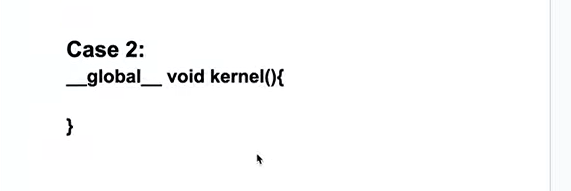 Case 2:
__global__ void kernel(){
}